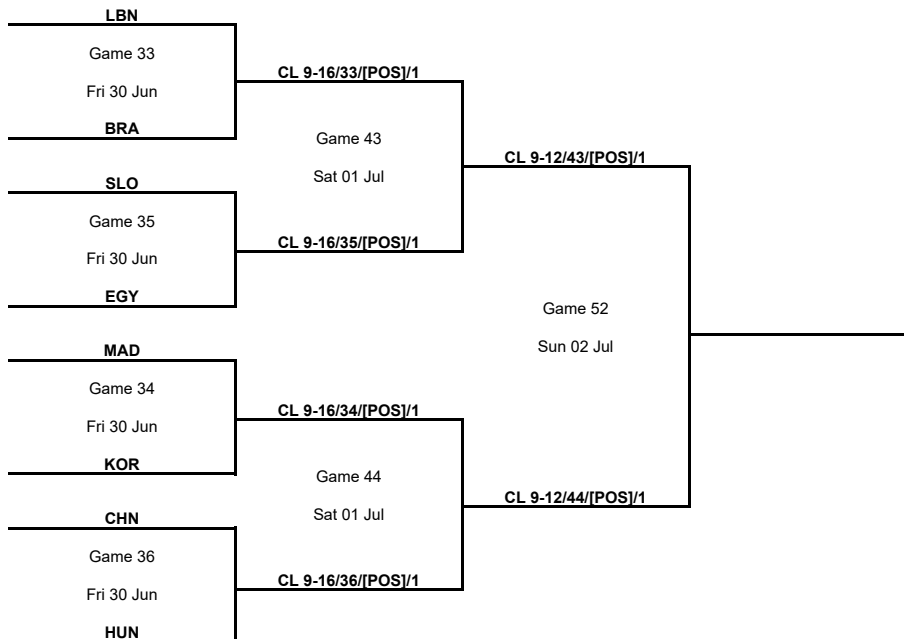 LBN
Game 33
Fri 30 Jun
BRA
CL 9-16/33/[POS]/1
Game 43
Sat 01 Jul
CL 9-12/43/[POS]/1
SLO
Game 35
Fri 30 Jun
EGY
CL 9-16/35/[POS]/1
Game 52
Sun 02 Jul
MAD
Game 34
Fri 30 Jun
KOR
CL 9-16/34/[POS]/1
Game 44
Sat 01 Jul
CL 9-12/44/[POS]/1
CHN
Game 36
Fri 30 Jun
HUN
CL 9-16/36/[POS]/1